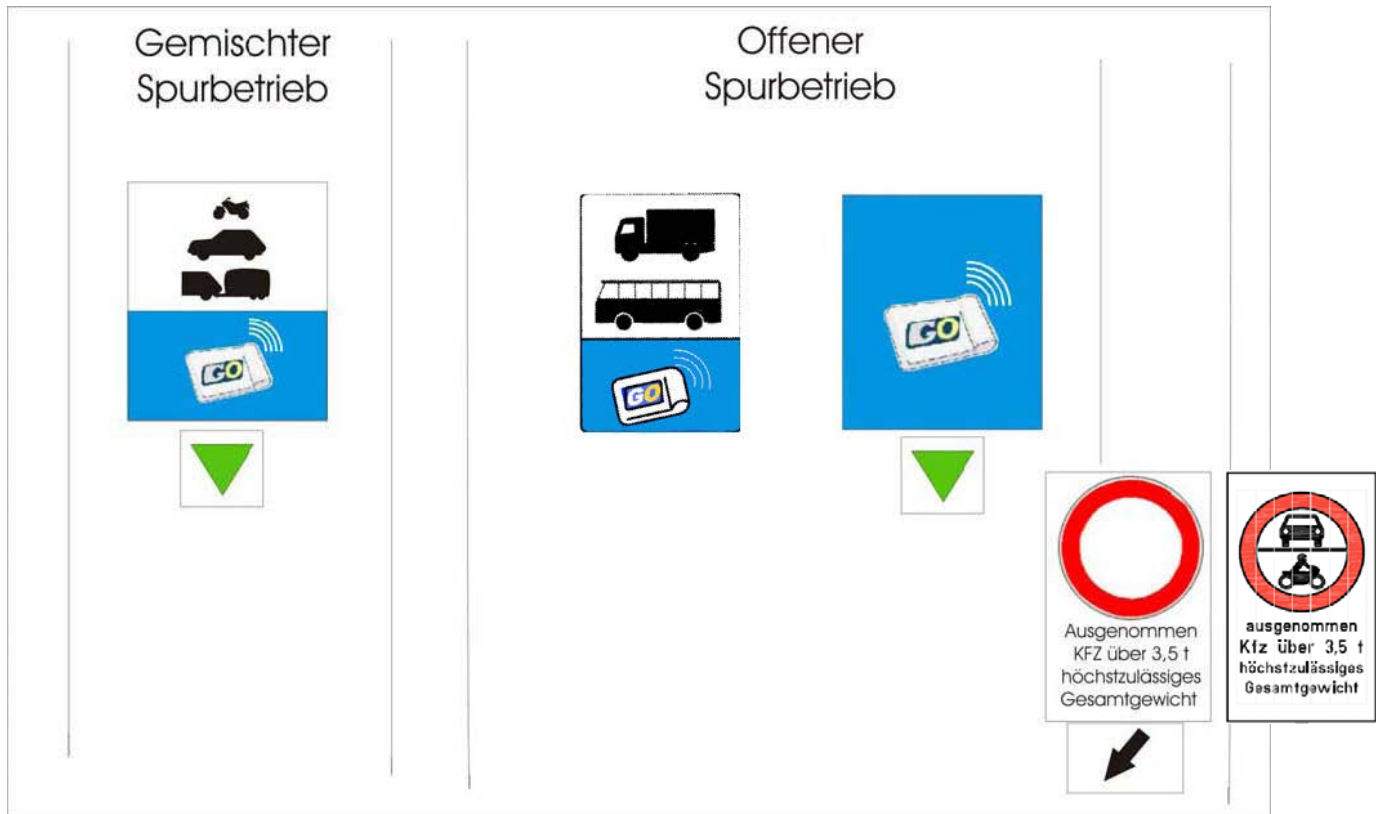 Gemischter
Spurbetrieb
Offener
Spurbetrieb
GO
GO
GO
Ausgenommen
KFZ über 3,5 t
höchstzulässiges
Gesamtgewicht
ausgenommen
Kfz über 3,5 t
höchstzulässiges
Gesamtgewicht